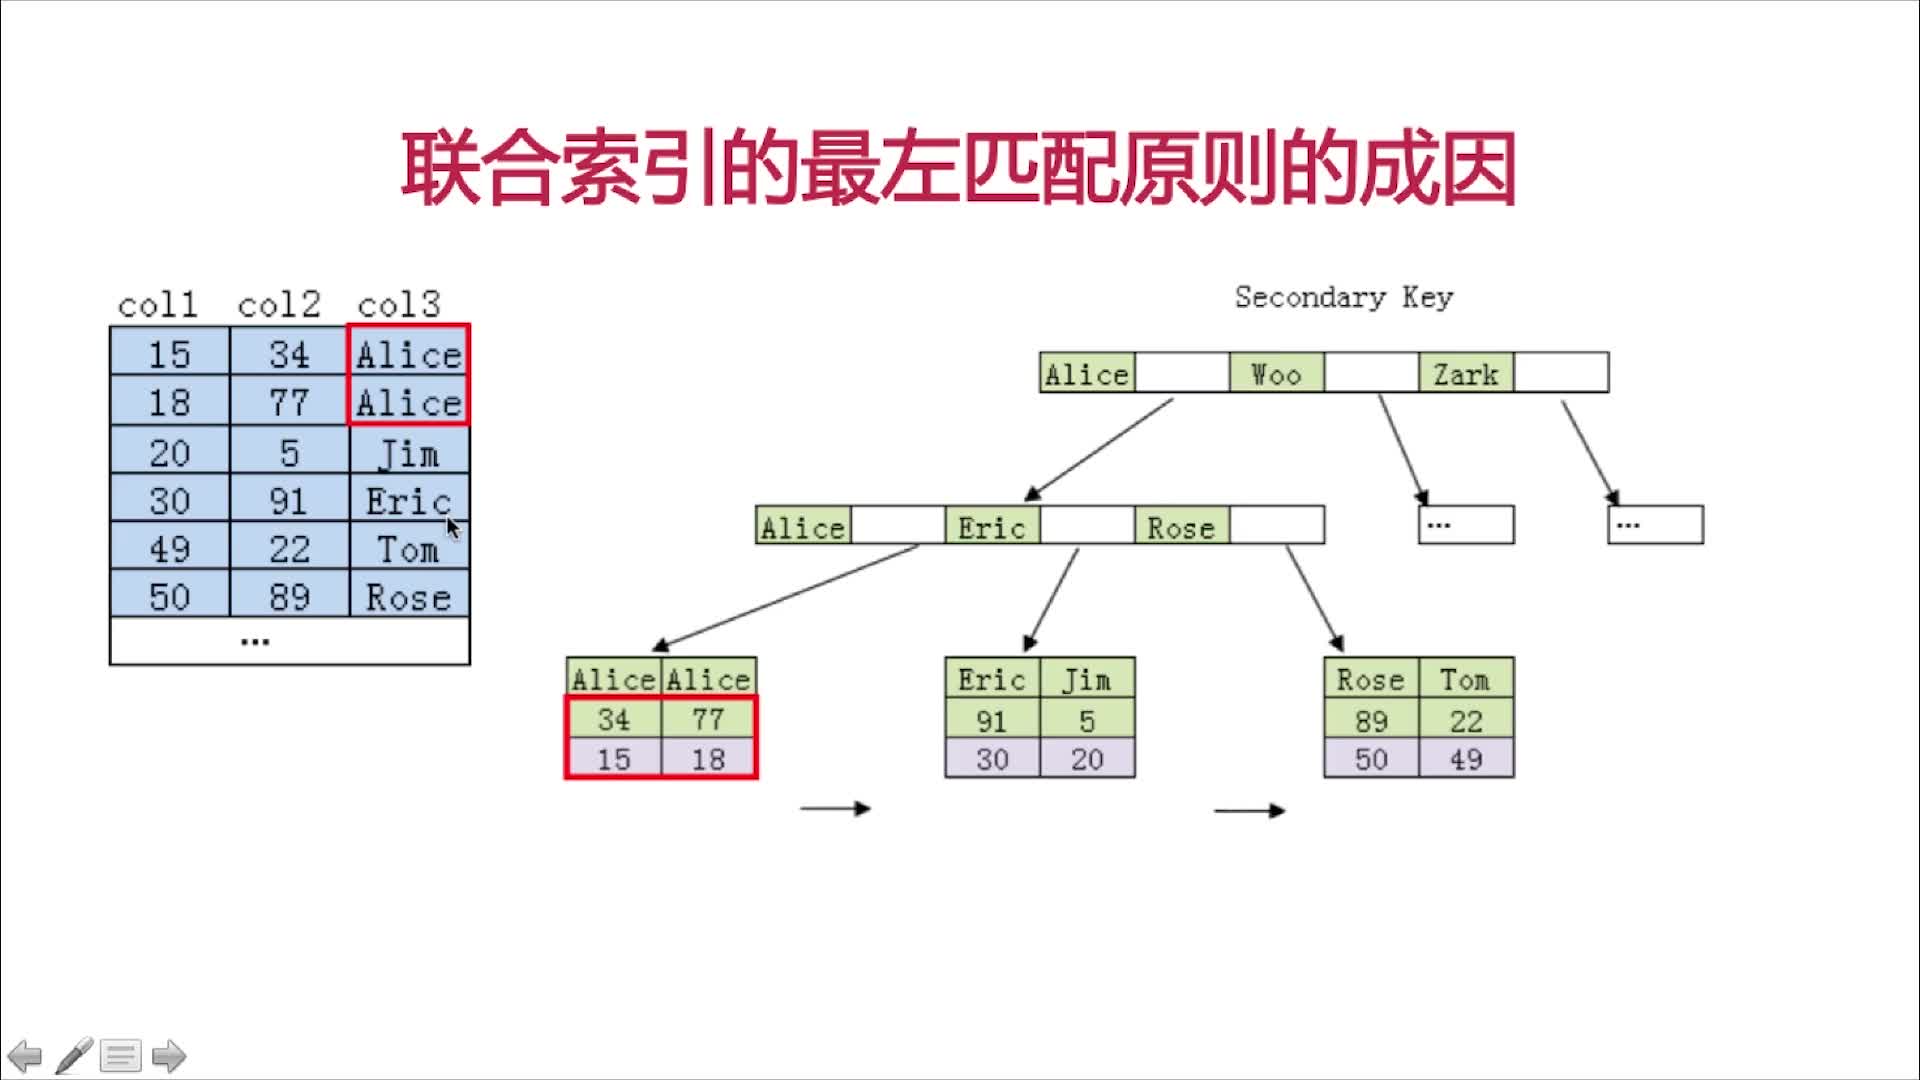 联合索引的最左匹配原则的成因
col1 col2 col3
15 34 Alice
18 77 Alice
20 5 Jim
30 91 Eric
49 22 Tom
50 89 Rose
...
Secondary Key
Alice Woo Zark
Alice Eric Rose
...
...
Alice Alice
34 77
15 18
Eric Jim
91 5
30 20
Rose Tom
89 22
50 49